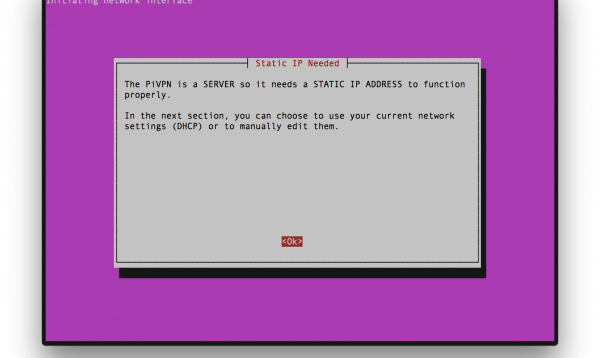 Initiating network interface
Static IP Needed
The PiVPN is a SERVER so it needs a STATIC IP ADDRESS to function
properly.
In the next section, you can choose to use your current network
settings (DHCP) or to manually edit them.
<Ok>